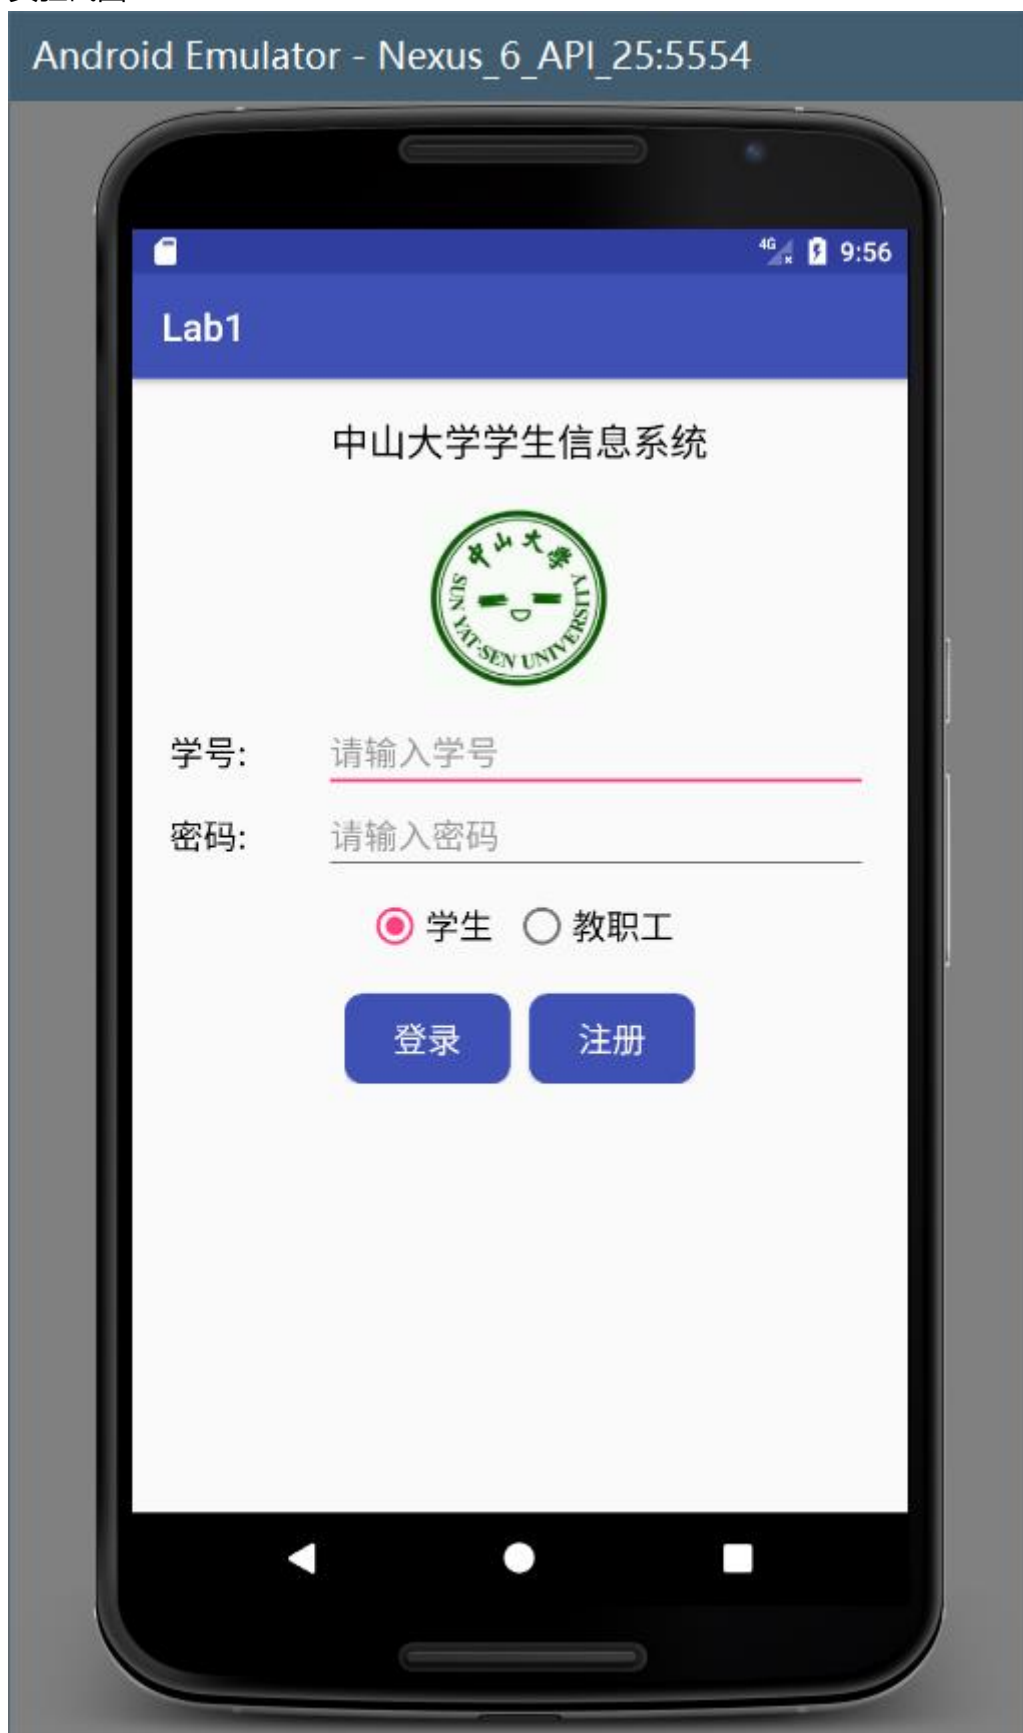 Android Emulator - Nexus_6_API_25:5554
4G 9:56
Lab1
中山大学学生信息系统
中山大学
SUN YAT-SEN UNIVERSITY
学号: 请输入学号
密码: 请输入密码
学生 教职工
登录 注册